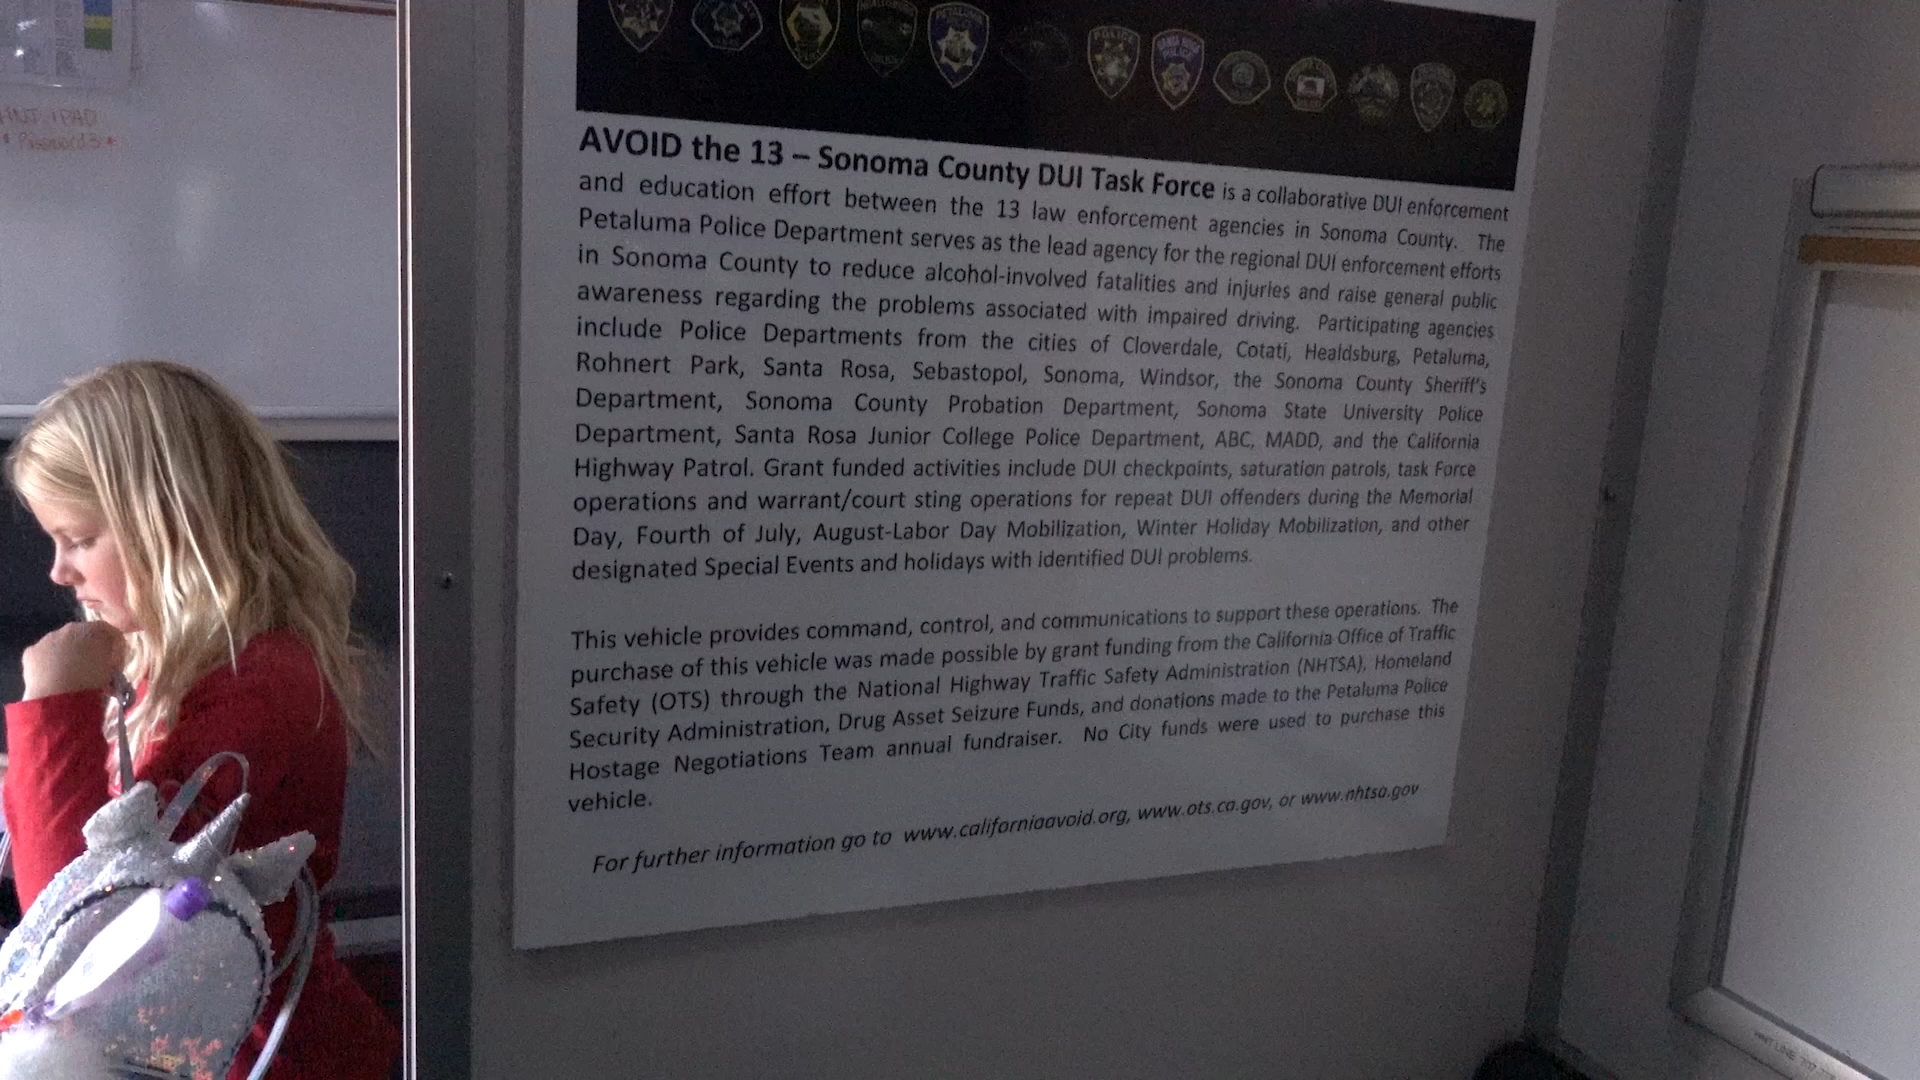 HNT IPAD
POLICE
SANTA ROSA
POLICE
AVOID the 13 – Sonoma County DUI Task Force is a collaborative DUI enforcement
and education effort between the 13 law enforcement agencies in Sonoma County. The
Petaluma Police Department serves as the lead agency for the regional DUI enforcement efforts
in Sonoma County to reduce alcohol-involved fatalities and injuries and raise general public
awareness regarding the problems associated with impaired driving. Participating agencies
include Police Departments from the cities of Cloverdale, Cotati, Healdsburg, Petaluma,
Rohnert Park, Santa Rosa, Sebastopol, Sonoma, Windsor, the Sonoma County Sheriff's
Department, Sonoma County Probation Department, Sonoma State University Police
Department, Santa Rosa Junior College Police Department, ABC, MADD, and the California
Highway Patrol. Grant funded activities include DUI checkpoints, saturation patrols, task Force
operations and warrant/court sting operations for repeat DUI offenders during the Memorial
Day, Fourth of July, August-Labor Day Mobilization, Winter Holiday Mobilization, and other
designated Special Events and holidays with identified DUI problems.
This vehicle provides command, control, and communications to support these operations. The
purchase of this vehicle was made possible by grant funding from the California Office of Traffic
Safety (OTS) through the National Highway Traffic Safety Administration (NHTSA), Homeland
Security Administration, Drug Asset Seizure Funds, and donations made to the Petaluma Police
Hostage Negotiations Team annual fundraiser. No City funds were used to purchase this
vehicle.
For further information go to www.californiaavoid.org, www.ots.ca.gov, or www.nhtsa.gov